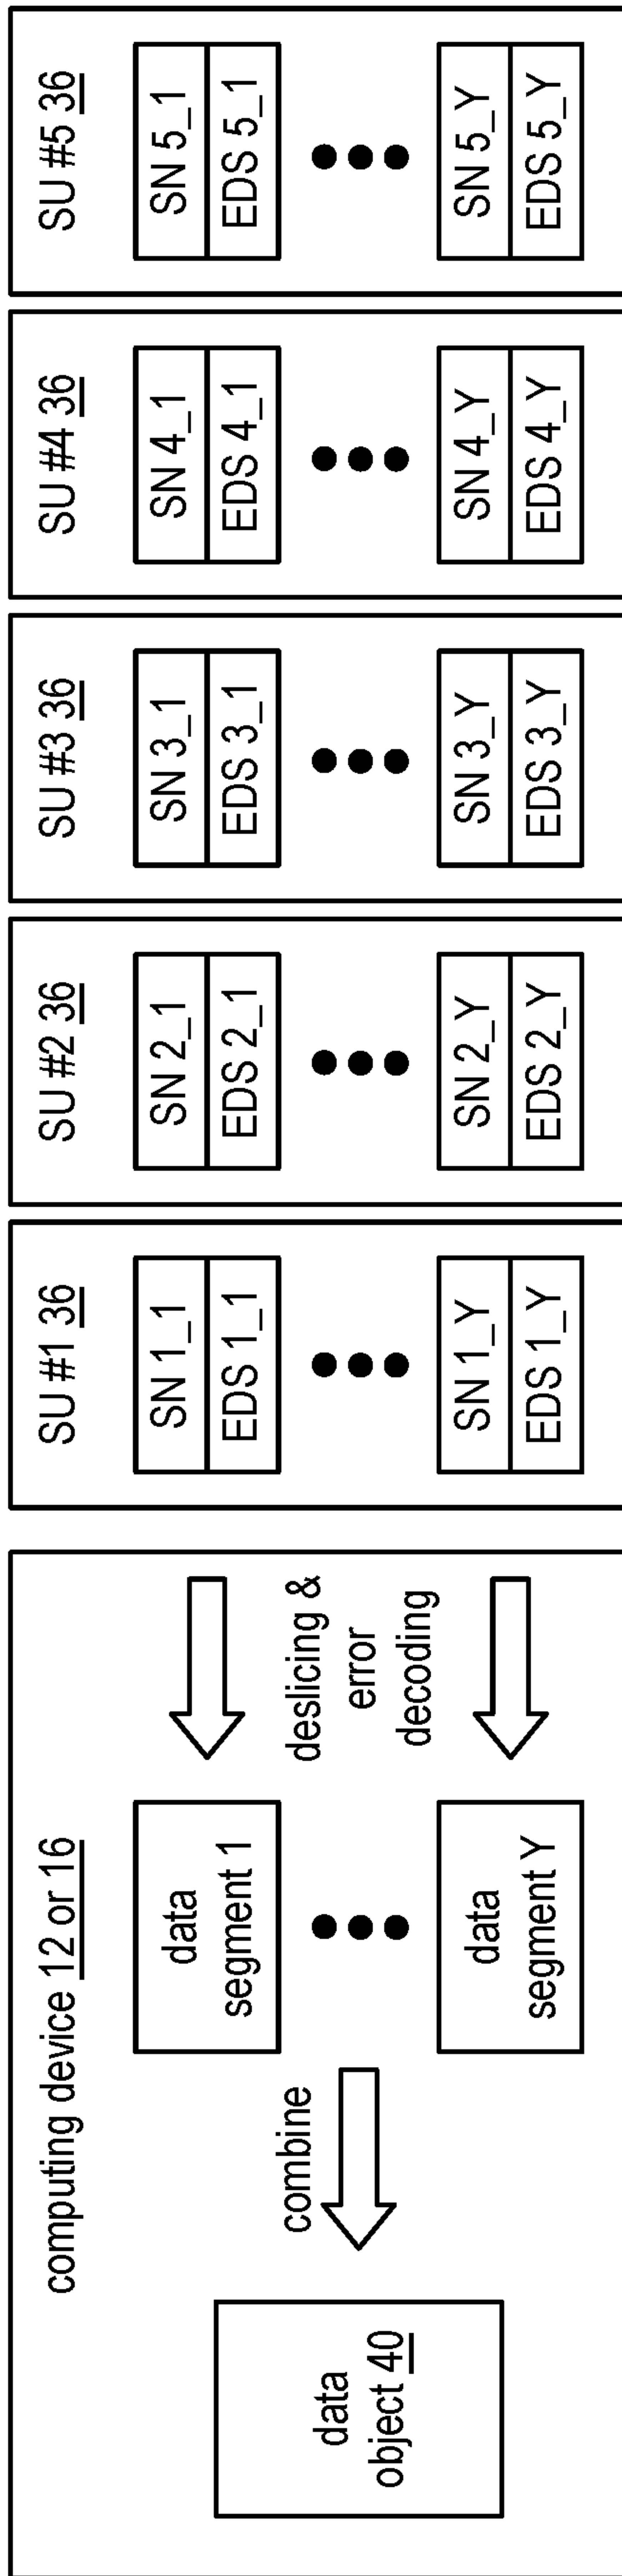 computing device 12 or 16
data
object 40
combine
data
segment 1
data
segment Y
deslicing &
error
decoding
SU #1 36
SN 1_1
EDS 1_1
SN 1_Y
EDS 1_Y
SU #2 36
SN 2_1
EDS 2_1
SN 2_Y
EDS 2_Y
SU #3 36
SN 3_1
EDS 3_1
SN 3_Y
EDS 3_Y
SU #4 36
SN 4_1
EDS 4_1
SN 4_Y
EDS 4_Y
SU #5 36
SN 5_1
EDS 5_1
SN 5_Y
EDS 5_Y